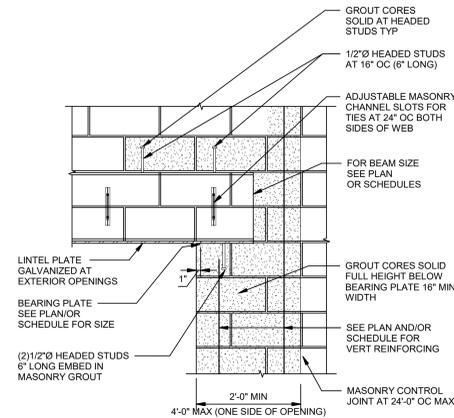 GROUT CORES
SOLID AT HEADED
STUDS TYP
1/2"Ø HEADED STUDS
AT 16" OC (6" LONG)
ADJUSTABLE MASONRY
CHANNEL SLOTS FOR
TIES AT 24" OC BOTH
SIDES OF WEB
FOR BEAM SIZE
SEE PLAN
OR SCHEDULES
LINTEL PLATE
GALVANIZED AT
EXTERIOR OPENINGS
BEARING PLATE
SEE PLAN/OR
SCHEDULE FOR SIZE
1"
(2)1/2"Ø HEADED STUDS
6" LONG EMBED IN
MASONRY GROUT
GROUT CORES SOLID
FULL HEIGHT BELOW
BEARING PLATE 16" MIN
WIDTH
SEE PLAN AND/OR
SCHEDULE FOR
VERT REINFORCING
2'-0" MIN
4'-0" MAX (ONE SIDE OF OPENING)
MASONRY CONTROL
JOINT AT 24'-0" OC MAX